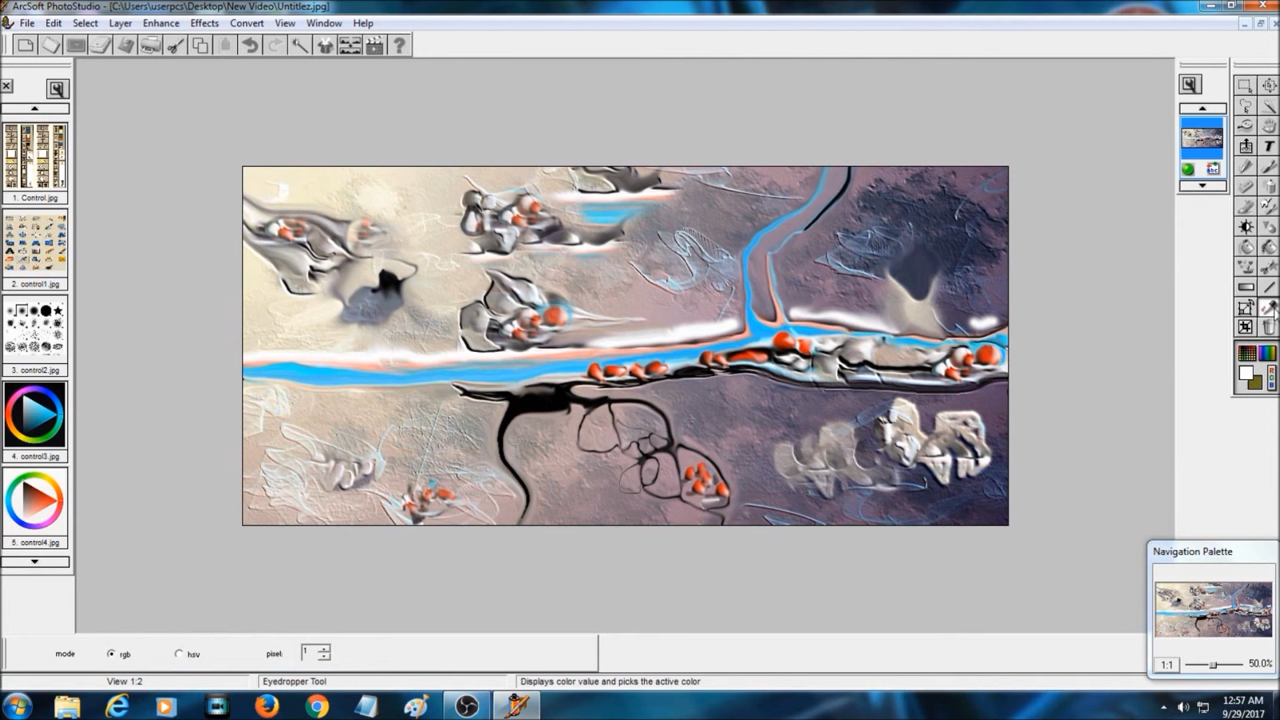 ArcSoft PhotoStudio - [C:\Users\userpcs\Desktop\New Video\Untitlez.jpg]
File Edit Select Layer Enhance Effects Convert View Window Help
1. Control.jpg
2. control1.jpg
3. control2.jpg
4. control3.jpg
5. control4.jpg
Navigation Palette
1:1 50.0%
mode rgb hsv pixel: 1
View 1:2 Eyedropper Tool Displays color value and picks the active color
12:57 AM
9/29/2017